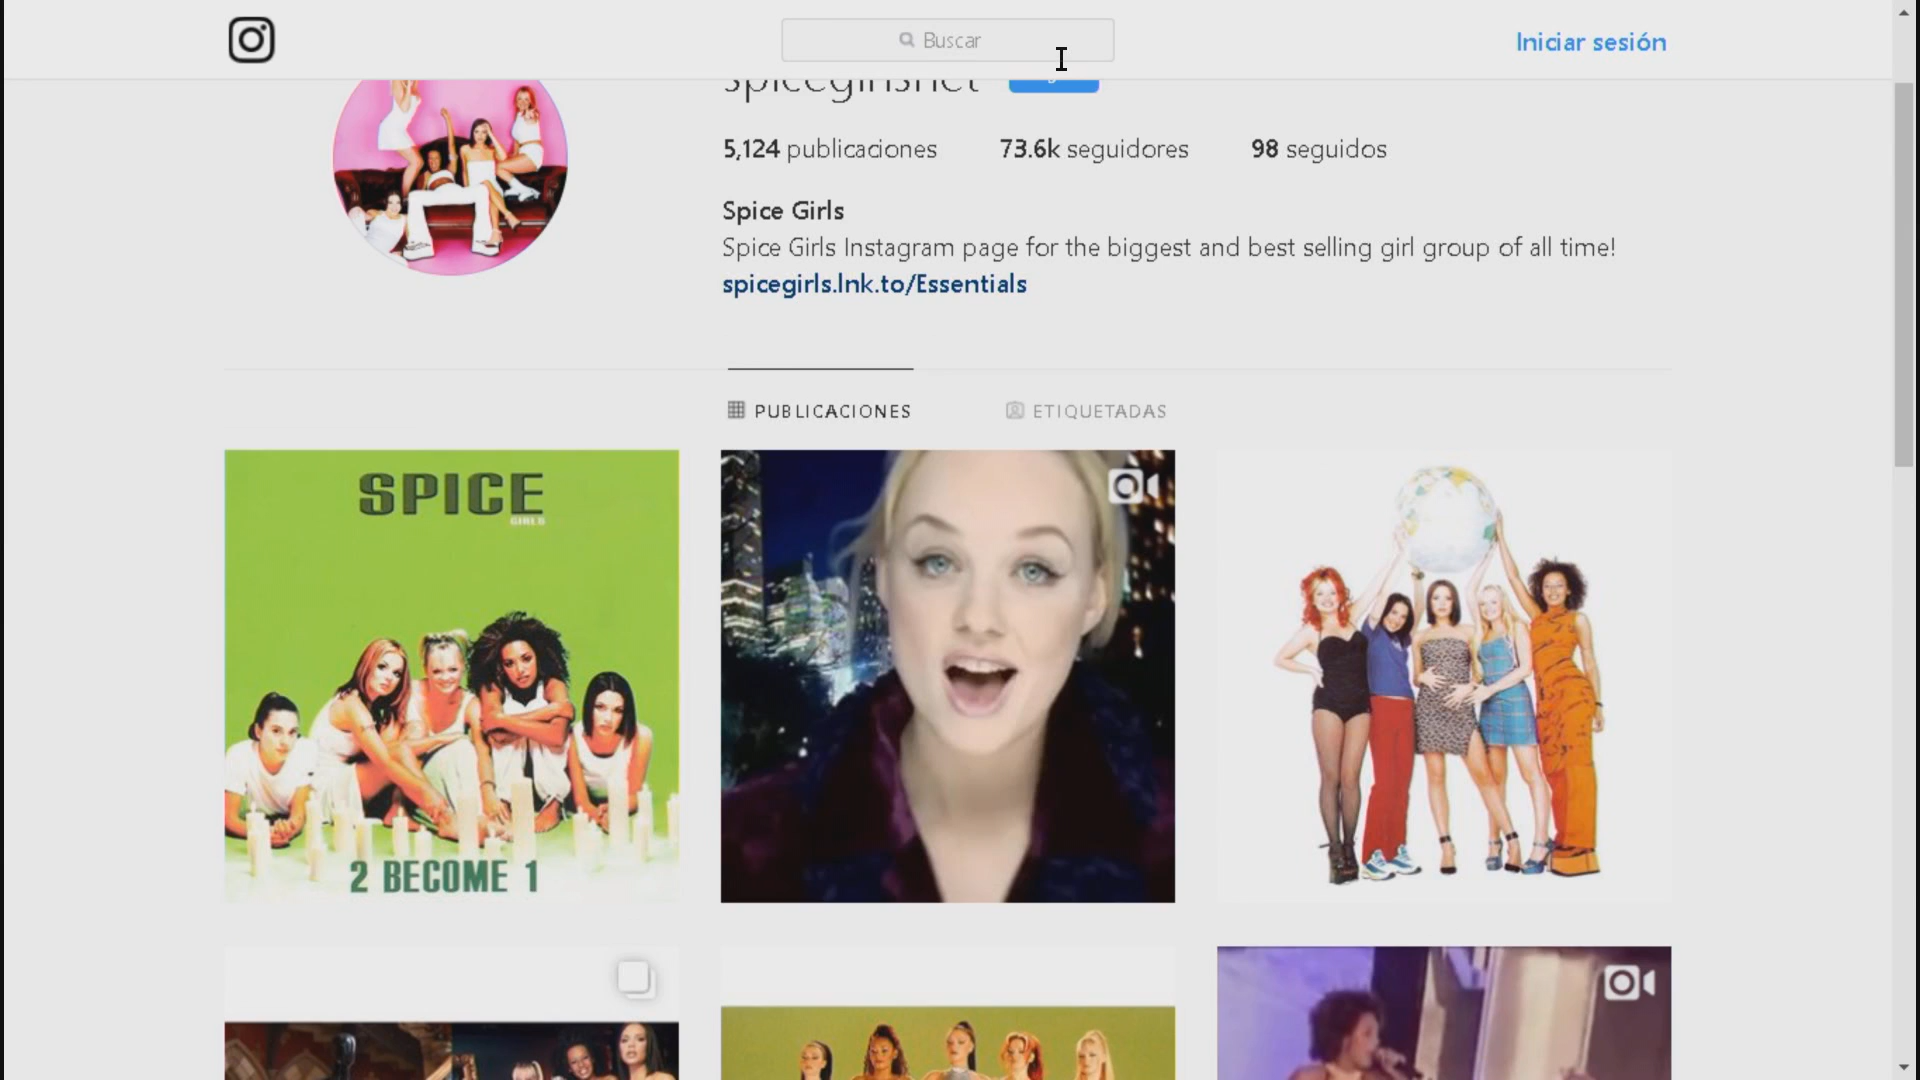 Buscar
Iniciar sesión
spicegirlsnet
5,124 publicaciones 73.6k seguidores 98 seguidos
Spice Girls
Spice Girls Instagram page for the biggest and best selling girl group of all time!
spicegirls.lnk.to/Essentials
PUBLICACIONES ETIQUETADAS
SPICE
GIRLS
2 BECOME 1